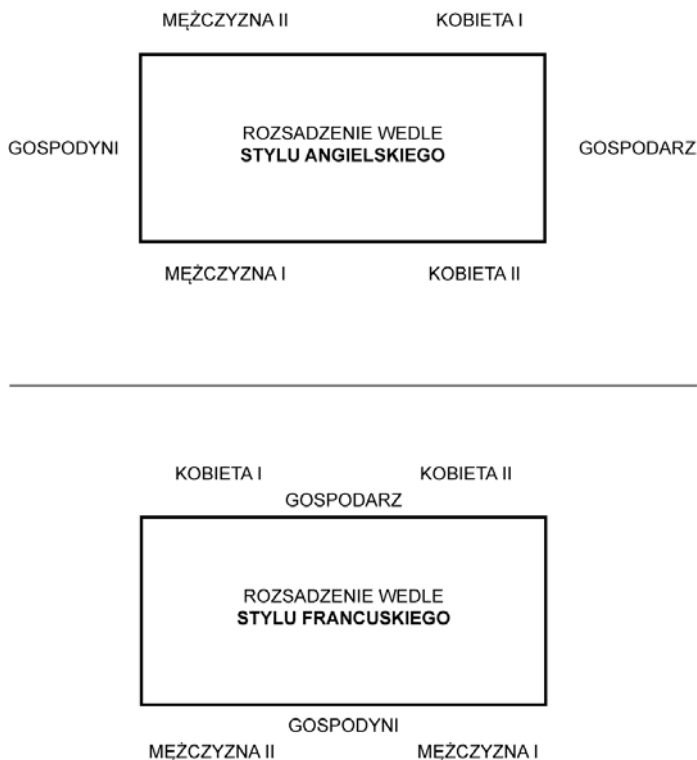 MĘŻCZYZNA II KOBIETA I
GOSPODYNI
ROZSADZENIE WEDLE
STYLU ANGIELSKIEGO
GOSPODARZ
MĘŻCZYZNA I KOBIETA II
KOBIETA I KOBIETA II
GOSPODARZ
ROZSADZENIE WEDLE
STYLU FRANCUSKIEGO
GOSPODYNI
MĘŻCZYZNA II MĘŻCZYZNA I